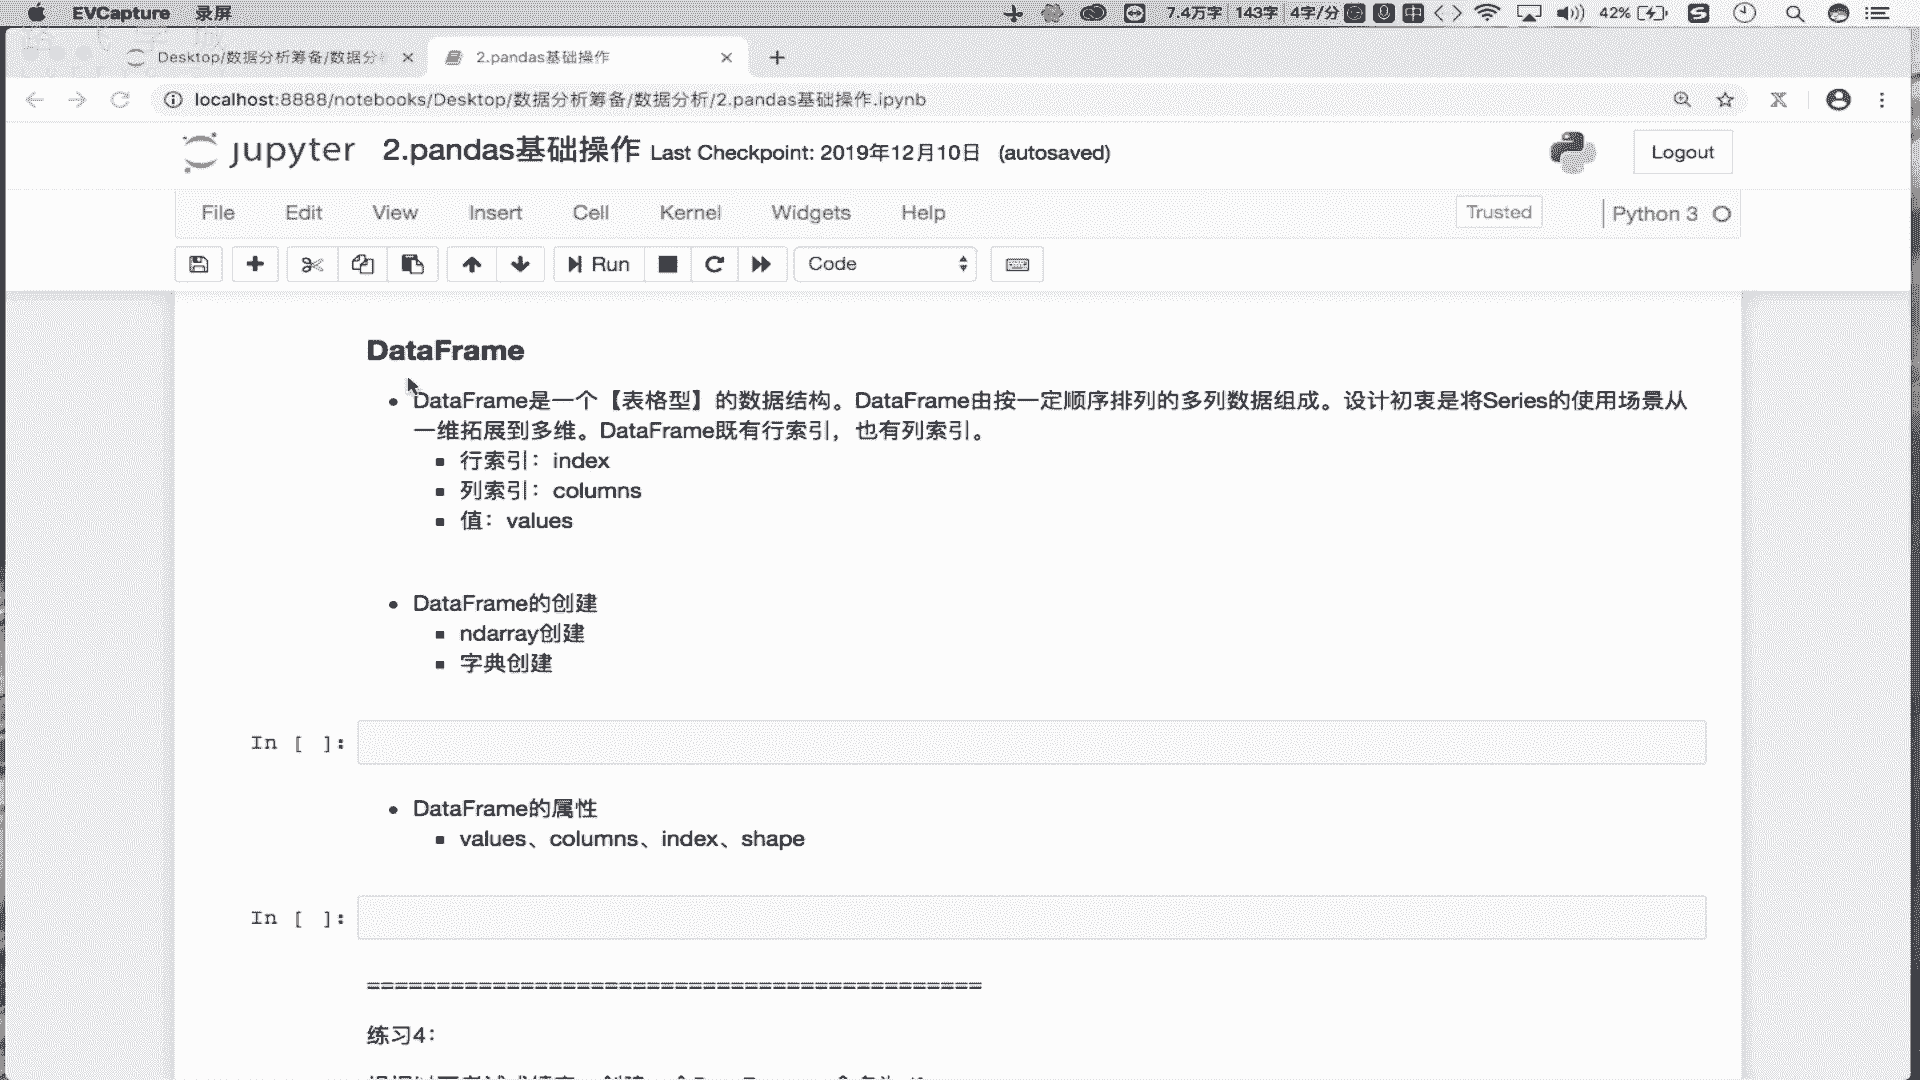 EVCapture 录屏 7.4万字 143字 4字/分 中 42%
Desktop/数据分析筹备/数据分 2.pandas基础操作
localhost:8888/notebooks/Desktop/数据分析筹备/数据分析/2.pandas基础操作.ipynb
jupyter 2.pandas基础操作 Last Checkpoint: 2019年12月10日 (autosaved) Logout
File Edit View Insert Cell Kernel Widgets Help Trusted Python 3
Run Code
DataFrame
DataFrame是一个【表格型】的数据结构。DataFrame由按一定顺序排列的多列数据组成。设计初衷是将Series的使用场景从
一维拓展到多维。DataFrame既有行索引，也有列索引。
行索引：index
列索引：columns
值：values
DataFrame的创建
ndarray创建
字典创建
In [ ]:
DataFrame的属性
values、columns、index、shape
In [ ]:
============================================
练习4：